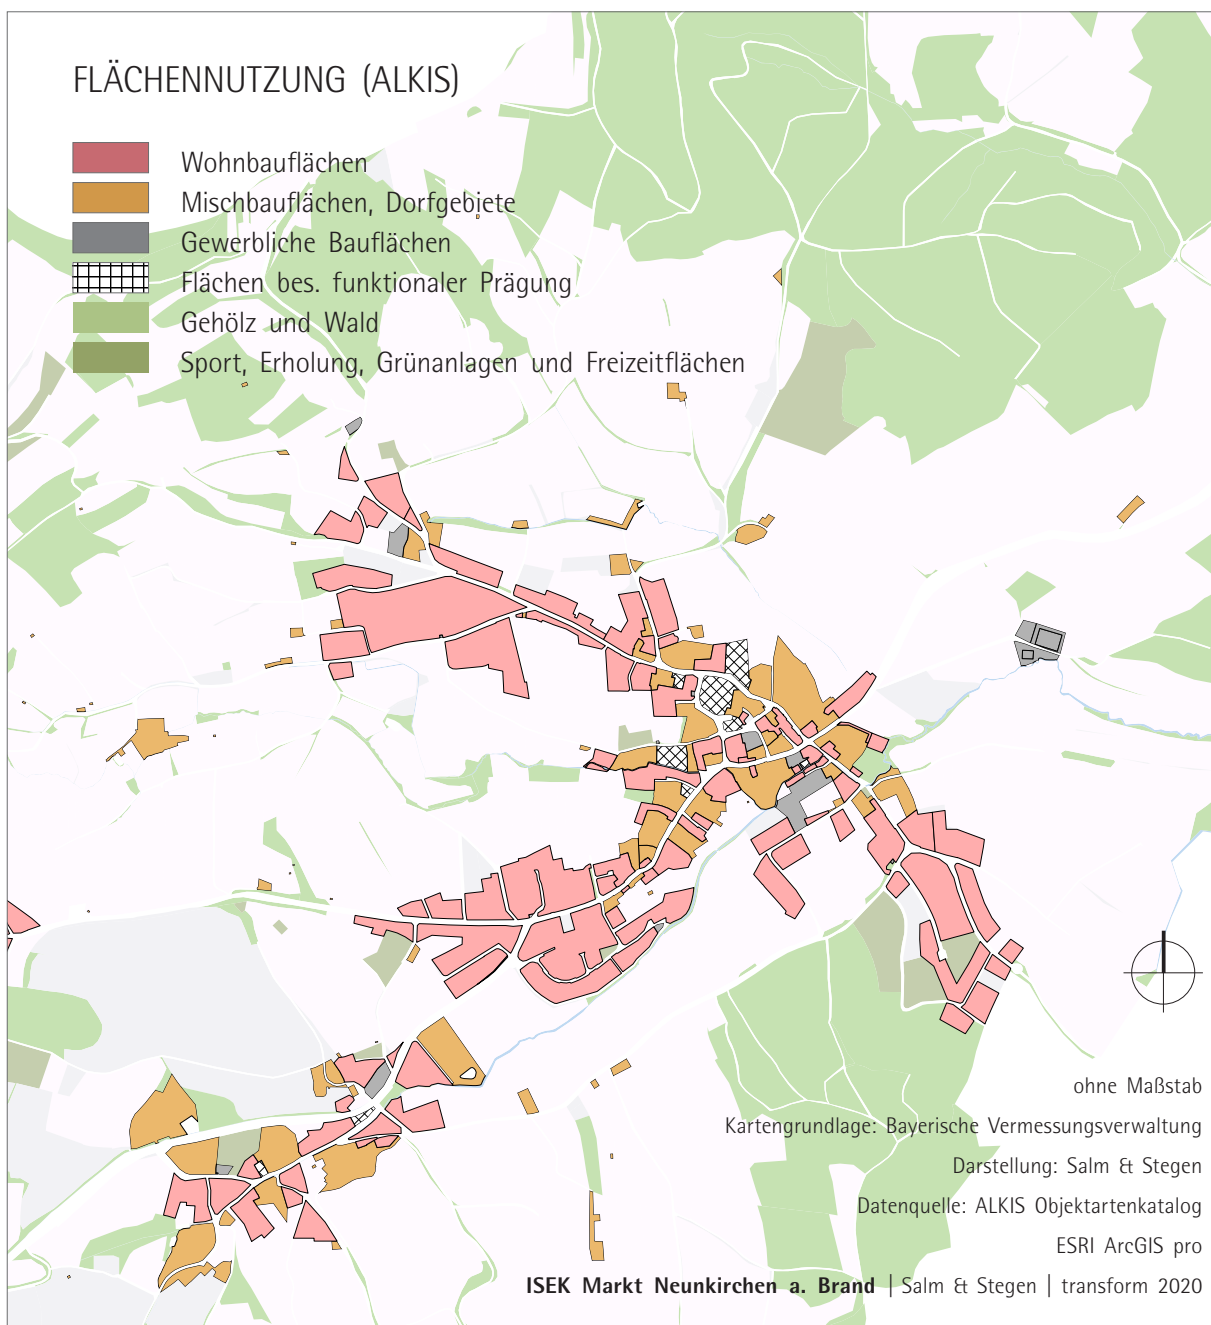 FLÄCHENNUTZUNG (ALKIS)
Wohnbauflächen
Mischbauflächen, Dorfgebiete
Gewerbliche Bauflächen
Flächen bes. funktionaler Prägung
Gehölz und Wald
Sport, Erholung, Grünanlagen und Freizeitflächen
ohne Maßstab
Kartengrundlage: Bayerische Vermessungsverwaltung
Darstellung: Salm & Stegen
Datenquelle: ALKIS Objektartenkatalog
ESRI ArcGIS pro
ISEK Markt Neunkirchen a. Brand | Salm & Stegen | transform 2020